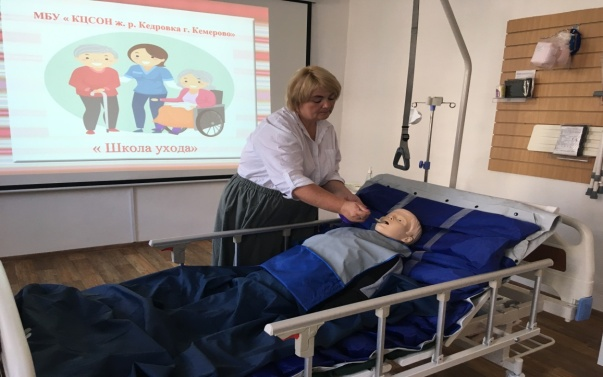 МБУ « КЦСОН ж. р. Кедровка г. Кемерово»
« Школа ухода»